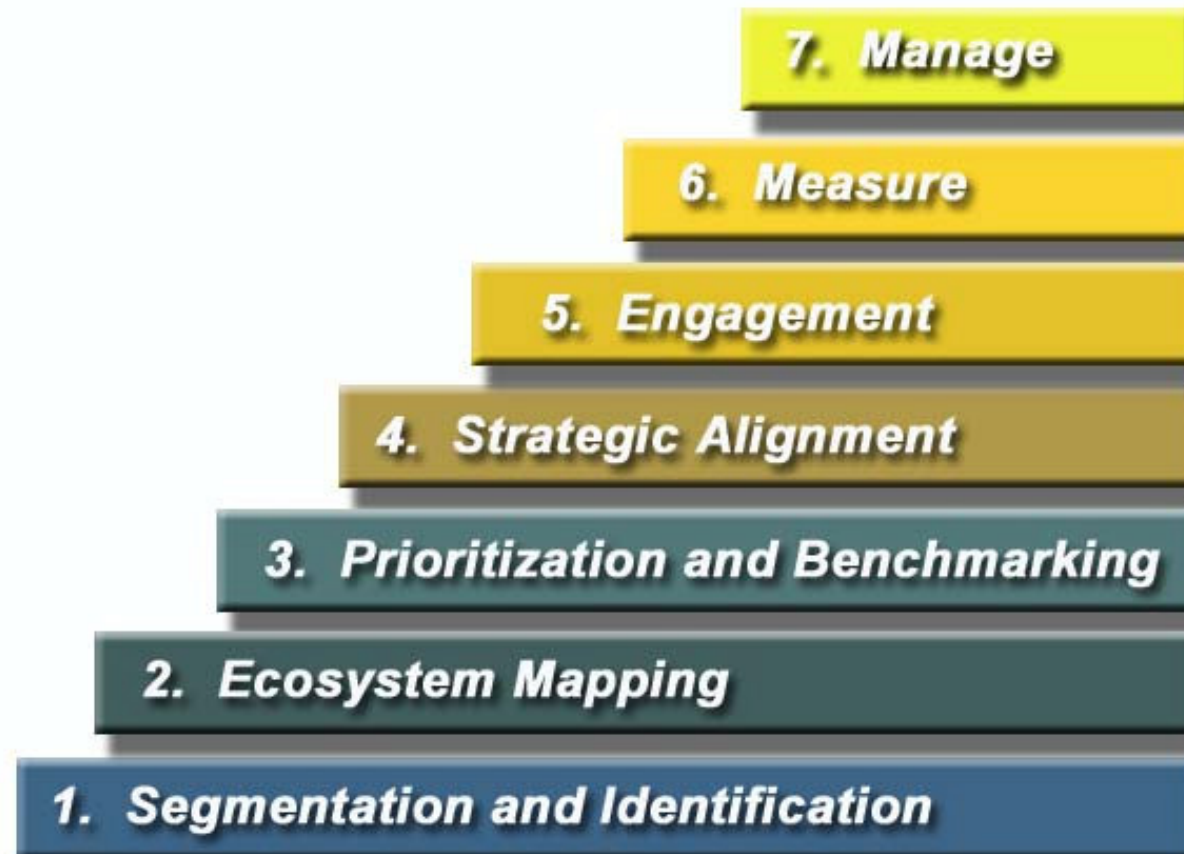 7. Manage
6. Measure
5. Engagement
4. Strategic Alignment
3. Prioritization and Benchmarking
2. Ecosystem Mapping
1. Segmentation and Identification